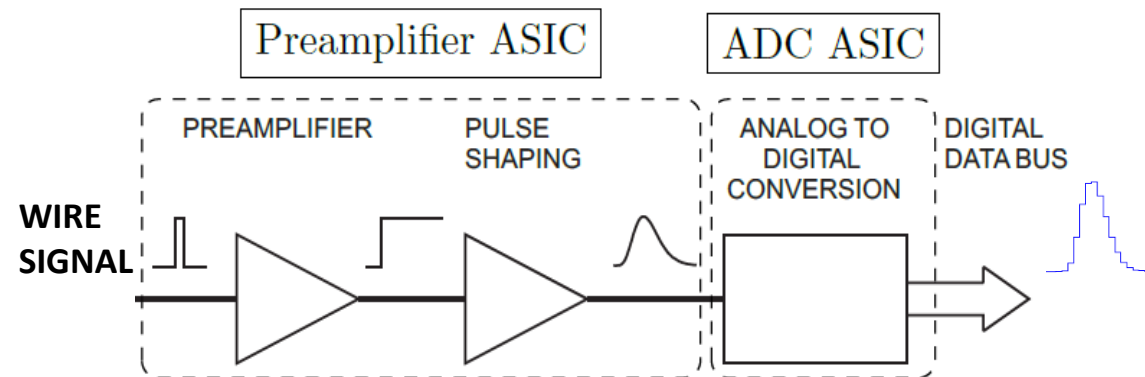 Preamplifier ASIC
ADC ASIC
PREAMPLIFIER
PULSE
SHAPING
ANALOG TO
DIGITAL
CONVERSION
DIGITAL
DATA BUS
WIRE
SIGNAL